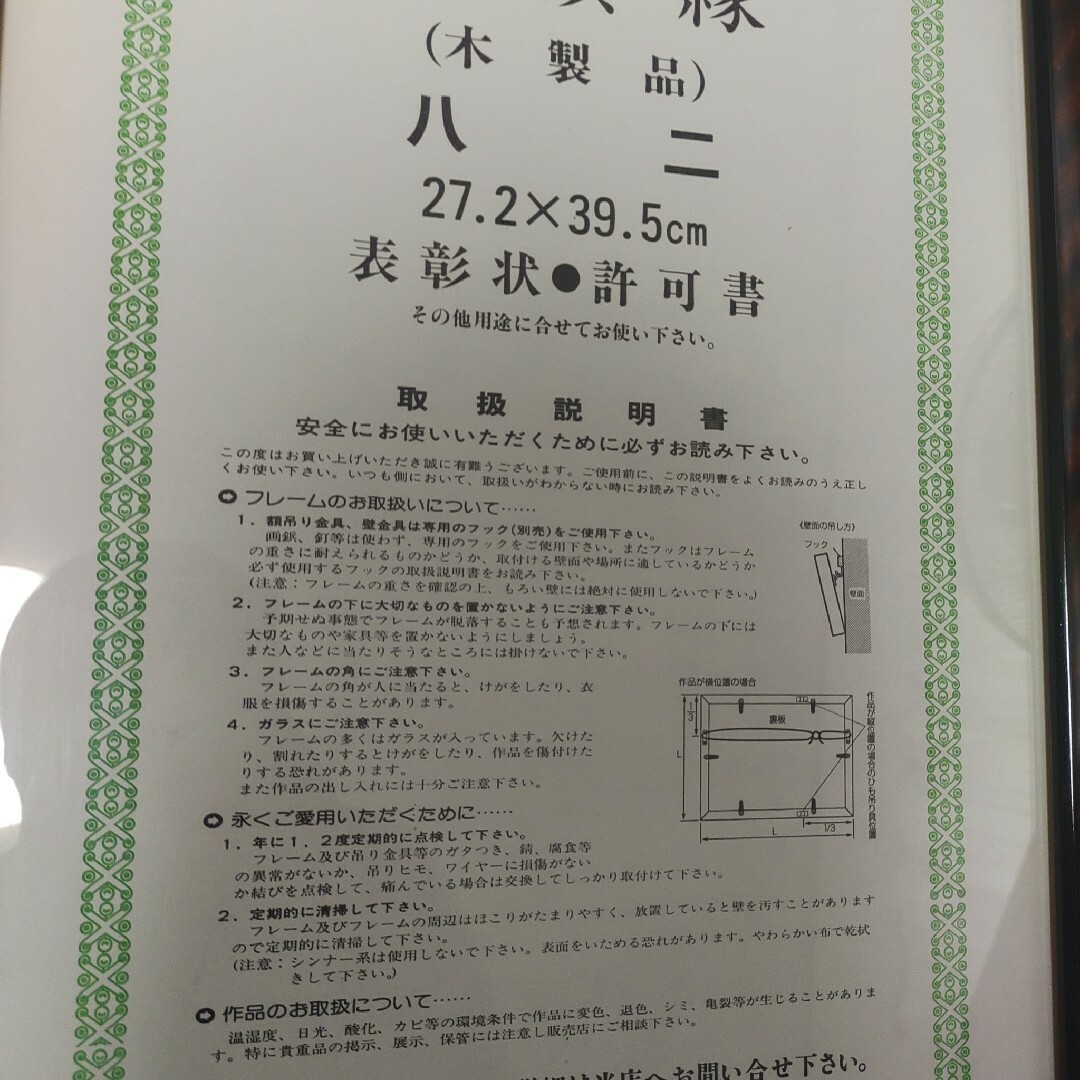 縁
(木製品)
八二
27.2×39.5cm
表彰状●許可書
その他用途に合せてお使い下さい。
取扱説明書
安全にお使いいただくために必ずお読み下さい。
この度はお買い上げいただき誠に有難うございます。ご使用前に、この説明書をよくお読みのうえ正し
くお使い下さい。いつも側において、取扱いがわからない時にお読み下さい。
フレームのお取扱いについて……
1．額吊り金具、壁金具は専用のフック(別売)をご使用下さい。
画鋲、釘等は使わず、専用のフックをご使用下さい。またフックはフレーム
の重さに耐えられるものかどうか、取付ける壁面や場所に適しているかどうか
必ず使用するフックの取扱説明書をお読み下さい。
(注意：フレームの重さを確認の上、もろい壁には絶対に使用しないで下さい。)
2．フレームの下に大切なものを置かないようにご注意下さい。
予期せぬ事態でフレームが脱落することも予想されます。フレームの下には
大切なものや家具等を置かないようにしましょう。
また人などに当たりそうなところには掛けないで下さい。
3．フレームの角にご注意下さい。
フレームの角が人に当たると、けがをしたり、衣
服を損傷することがあります。
4．ガラスにご注意下さい。
フレームの多くはガラスが入っています。欠けた
り、割れたりするとけがをしたり、作品を傷付けた
りする恐れがあります。
また作品の出し入れには十分ご注意下さい。
《壁面の吊し方》
フック
壁面
作品が横位置の場合
1/3
裏板
L
L
1/3
作品が縦位置の場合のひも吊り具位置
永くご愛用いただくために……
1．年に1．2度定期的に点検して下さい。
フレーム及び吊り金具等のガタつき、錆、腐食等
の異常がないか、吊りヒモ、ワイヤーに損傷がない
か結びを点検して、痛んでいる場合は交換してしっかり取付けて下さい。
2．定期的に清掃して下さい。
フレーム及びフレームの周辺はほこりがたまりやすく、放置していると壁を汚すことがあります
ので定期的に清掃して下さい。
(注意：シンナー系は使用しないで下さい。表面をいためる恐れがあります。やわらかい布で乾拭
きして下さい。)
作品のお取扱について……
温湿度、日光、酸化、カビ等の環境条件で作品に変色、退色、シミ、亀裂等が生じることがありま
す。特に貴重品の掲示、展示、保管には注意し販売店にご相談下さい。
は当店へお問い合せ下さい。